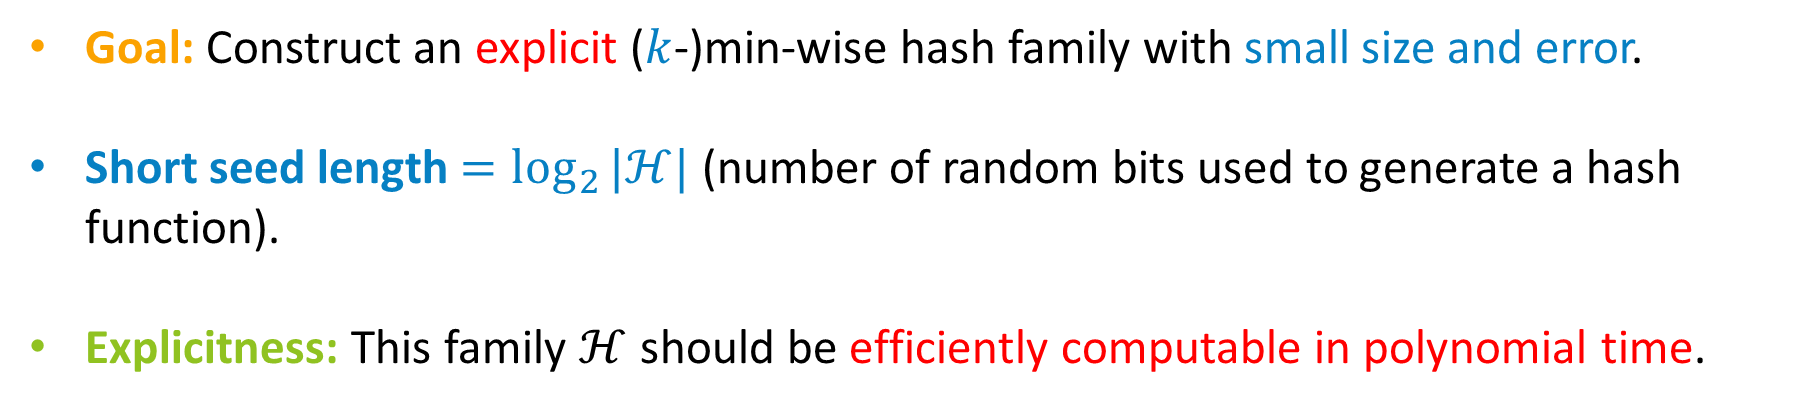 • Goal: Construct an explicit (k-)min-wise hash family with small size and error.
• Short seed length = log₂ |ℋ| (number of random bits used to generate a hash
function).
• Explicitness: This family ℋ should be efficiently computable in polynomial time.